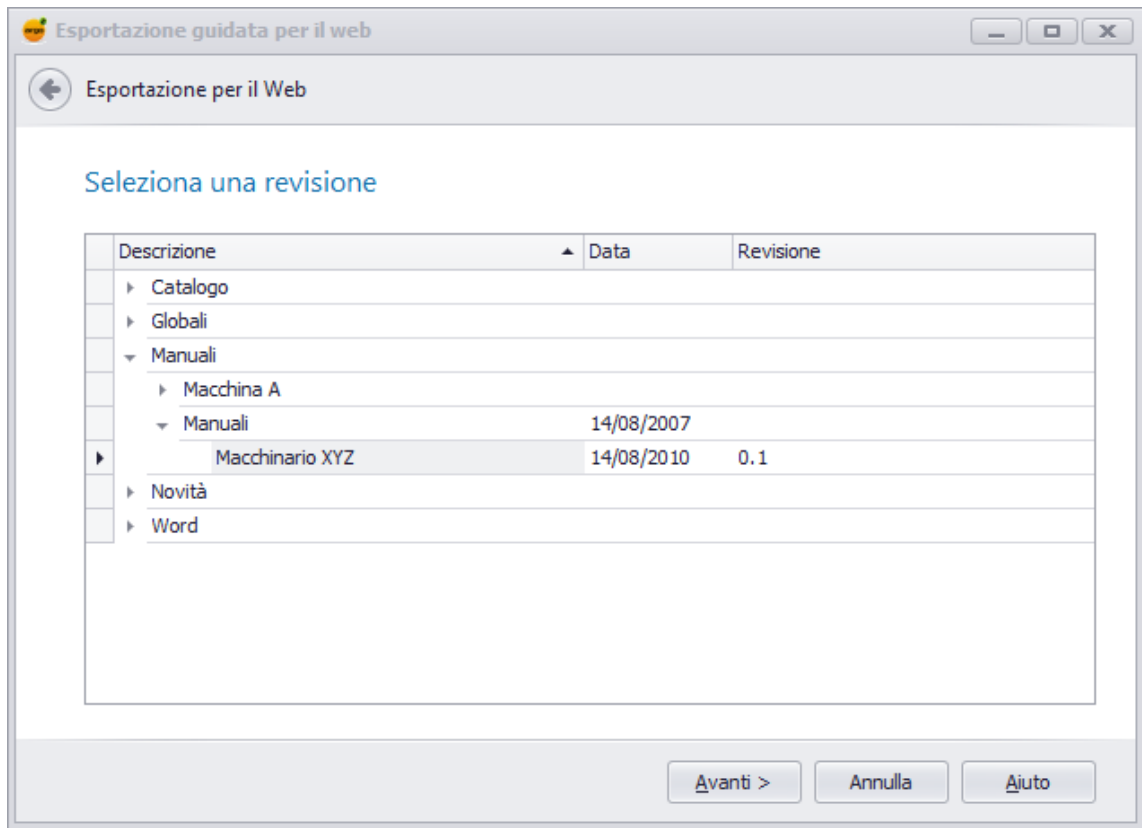 Esportazione guidata per il web
Esportazione per il Web
Seleziona una revisione
Descrizione Data Revisione
Catalogo
Globali
Manuali
Macchina A
Manuali 14/08/2007
Macchinario XYZ 14/08/2010 0.1
Novità
Word
Avanti > Annulla Aiuto